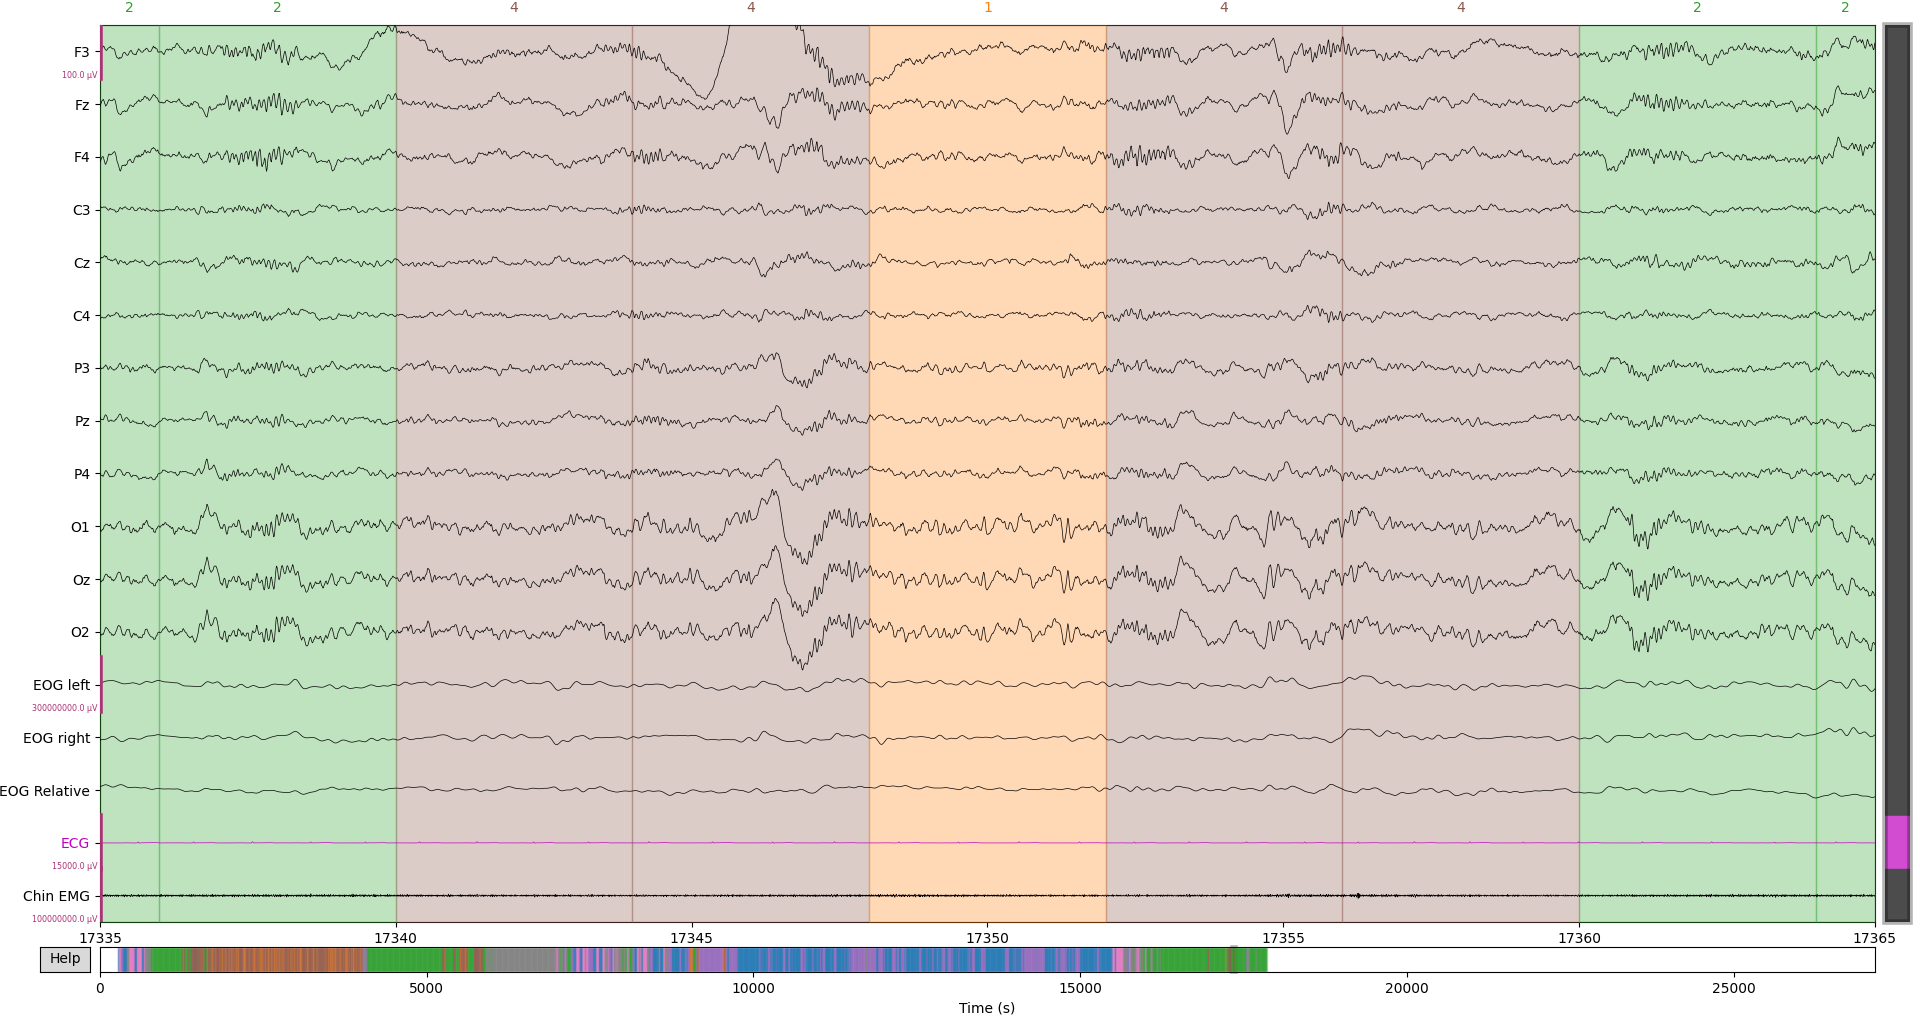 2 2 4 4 1 4 4 2 2
F3
100.0 µV
Fz
F4
C3
Cz
C4
P3
Pz
P4
O1
Oz
O2
EOG left
300000000.0 µV
EOG right
EOG Relative
ECG
15000.0 µV
Chin EMG
100000000.0 µV
17335 17340 17345 17350 17355 17360 17365
Help
0 5000 10000 15000 20000 25000
Time (s)